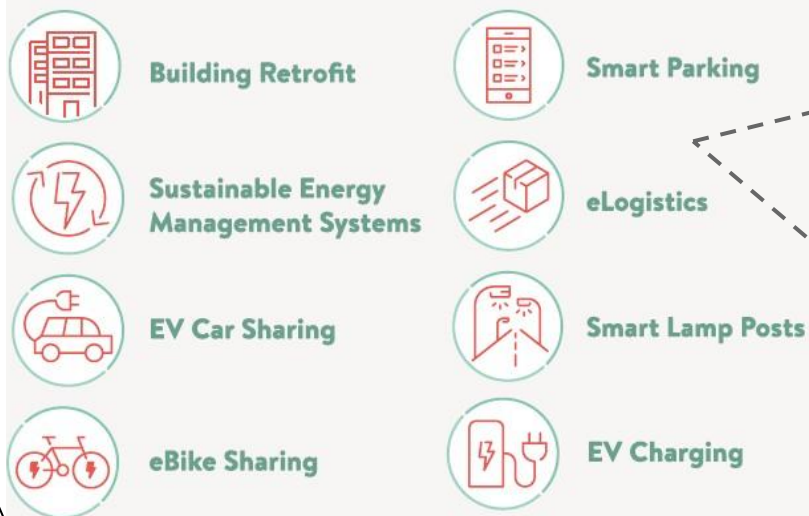 Building Retrofit
Smart Parking
Sustainable Energy
Management Systems
eLogistics
EV Car Sharing
Smart Lamp Posts
eBike Sharing
EV Charging